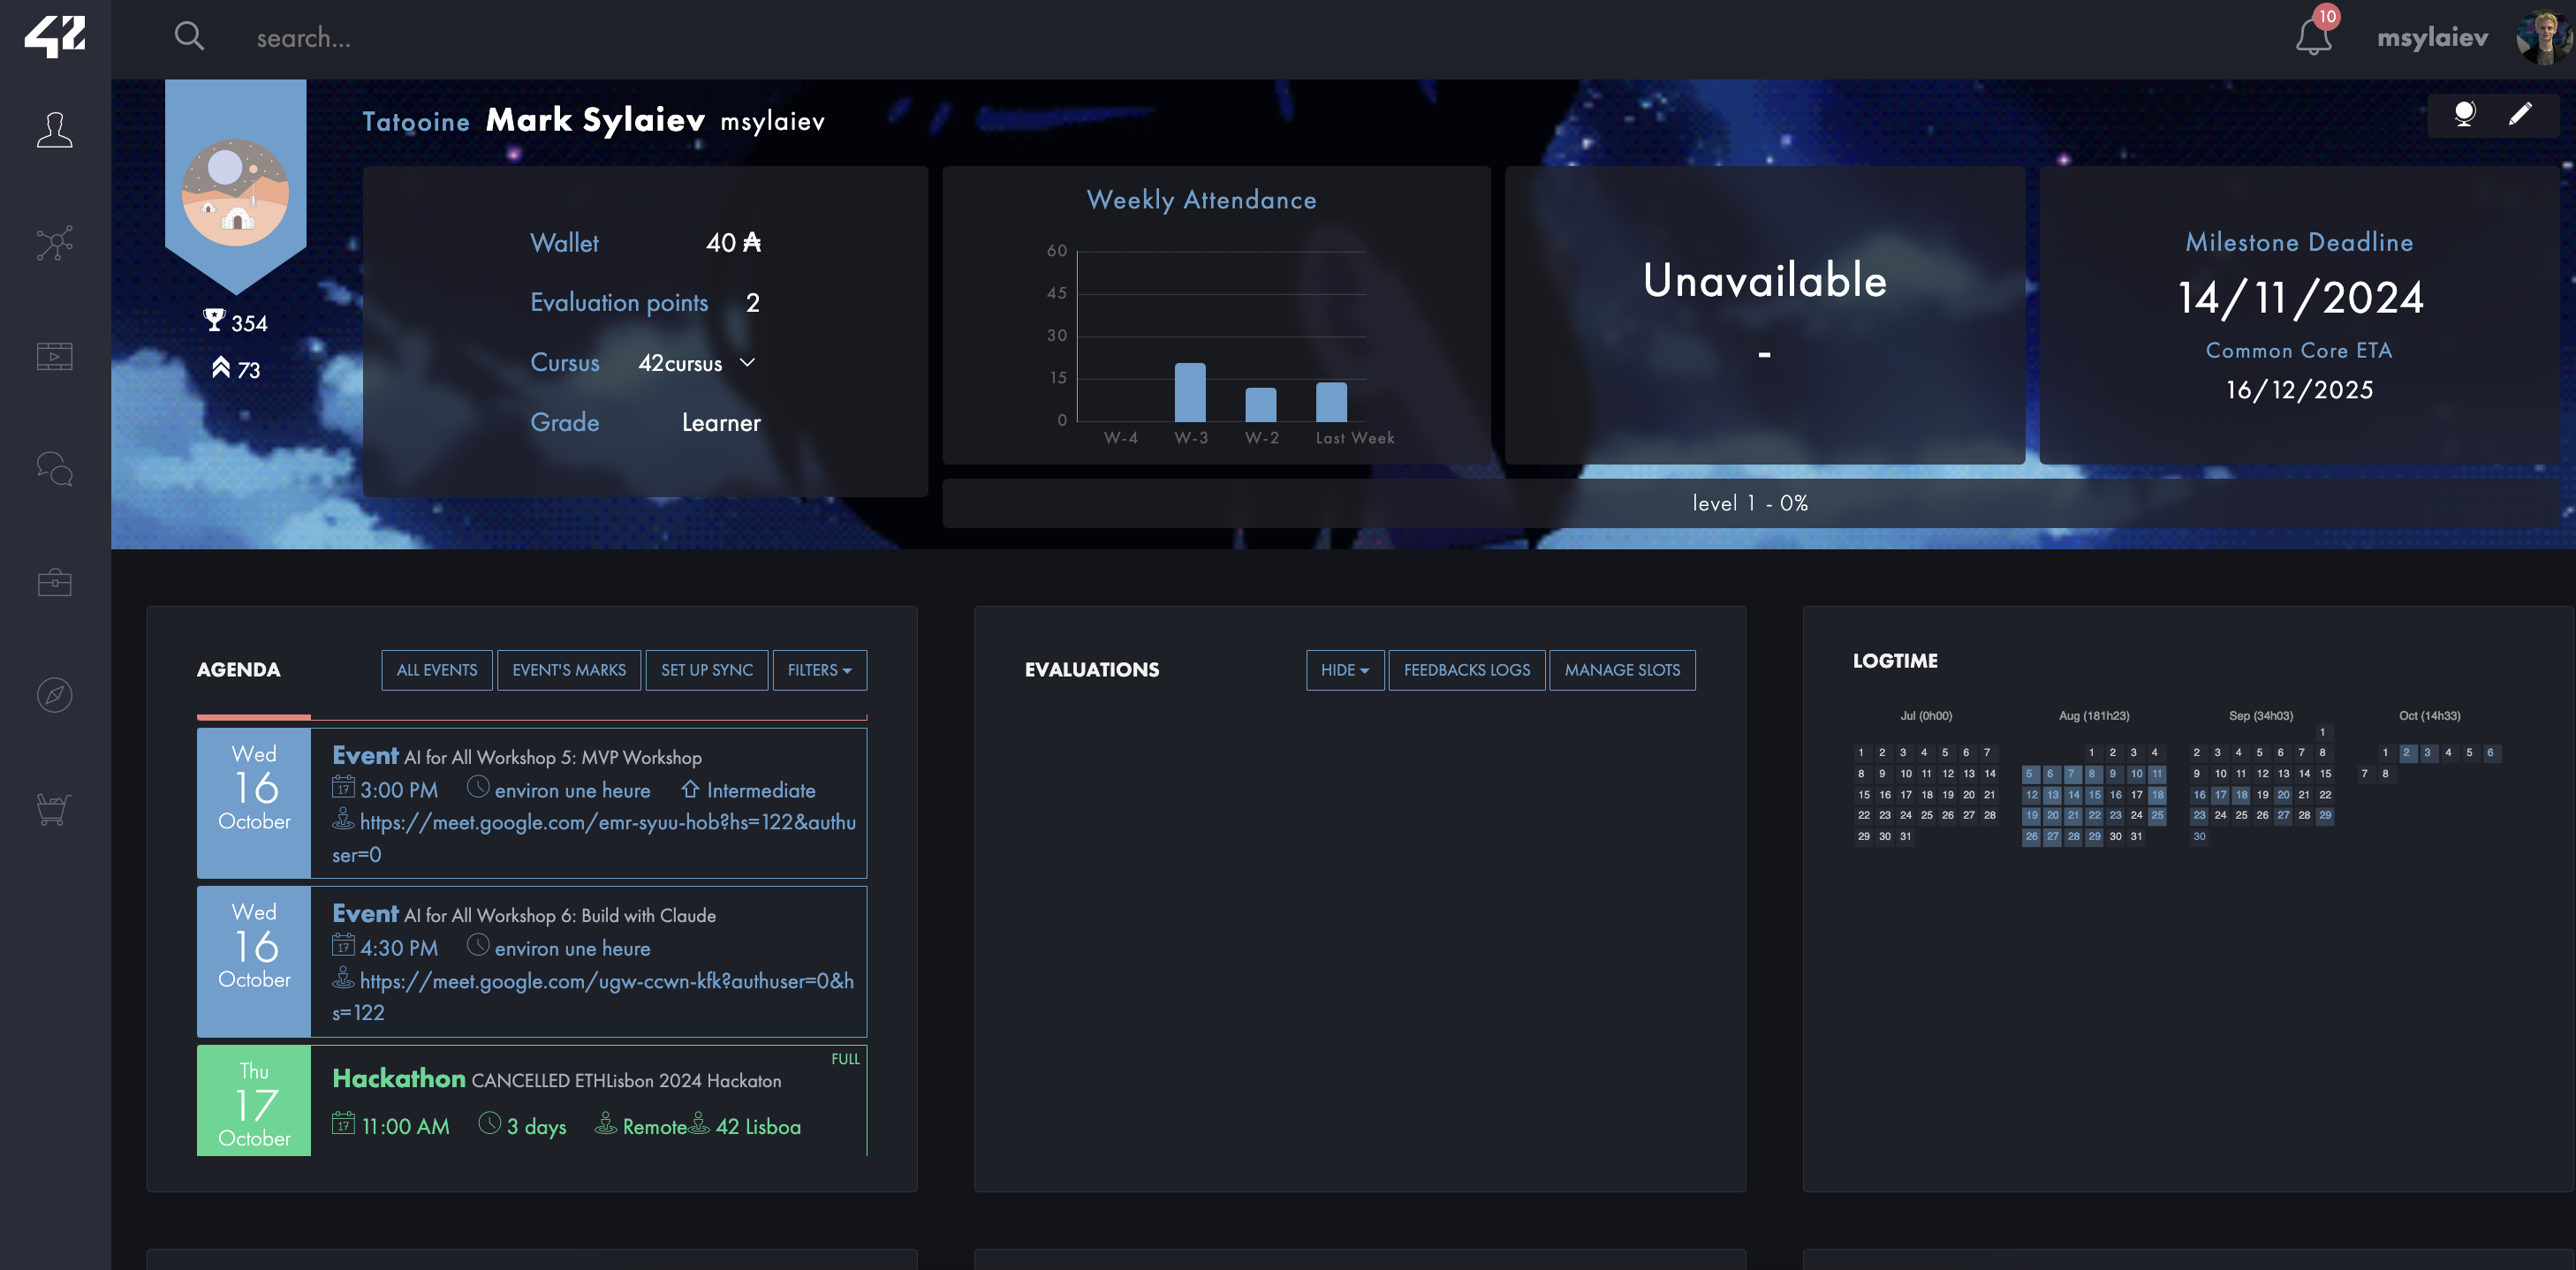 42
search...
10
msylaiev
Tatooine Mark Sylaiev msylaiev
354
73
Wallet 40 ₳
Evaluation points 2
Cursus 42cursus
Grade Learner
Weekly Attendance
60
45
30
15
0
W-4 W-3 W-2 Last Week
Unavailable
-
Milestone Deadline
14/11/2024
Common Core ETA
16/12/2025
level 1 - 0%
AGENDA
ALL EVENTS EVENT'S MARKS SET UP SYNC FILTERS
Wed
16
October
Event AI for All Workshop 5: MVP Workshop
17 3:00 PM environ une heure Intermediate
https://meet.google.com/emr-syuu-hob?hs=122&authu
ser=0
Wed
16
October
Event AI for All Workshop 6: Build with Claude
17 4:30 PM environ une heure
https://meet.google.com/ugw-ccwn-kfk?authuser=0&h
s=122
Thu
17
October
FULL
Hackathon CANCELLED ETHLisbon 2024 Hackaton
17 11:00 AM 3 days Remote 42 Lisboa
EVALUATIONS
HIDE FEEDBACKS LOGS MANAGE SLOTS
LOGTIME
Jul (0h00)
1 2 3 4 5 6 7
8 9 10 11 12 13 14
15 16 17 18 19 20 21
22 23 24 25 26 27 28
29 30 31
Aug (181h23)
1 2 3 4
5 6 7 8 9 10 11
12 13 14 15 16 17 18
19 20 21 22 23 24 25
26 27 28 29 30 31
Sep (34h03)
1
2 3 4 5 6 7 8
9 10 11 12 13 14 15
16 17 18 19 20 21 22
23 24 25 26 27 28 29
30
Oct (14h33)
1 2 3 4 5 6
7 8